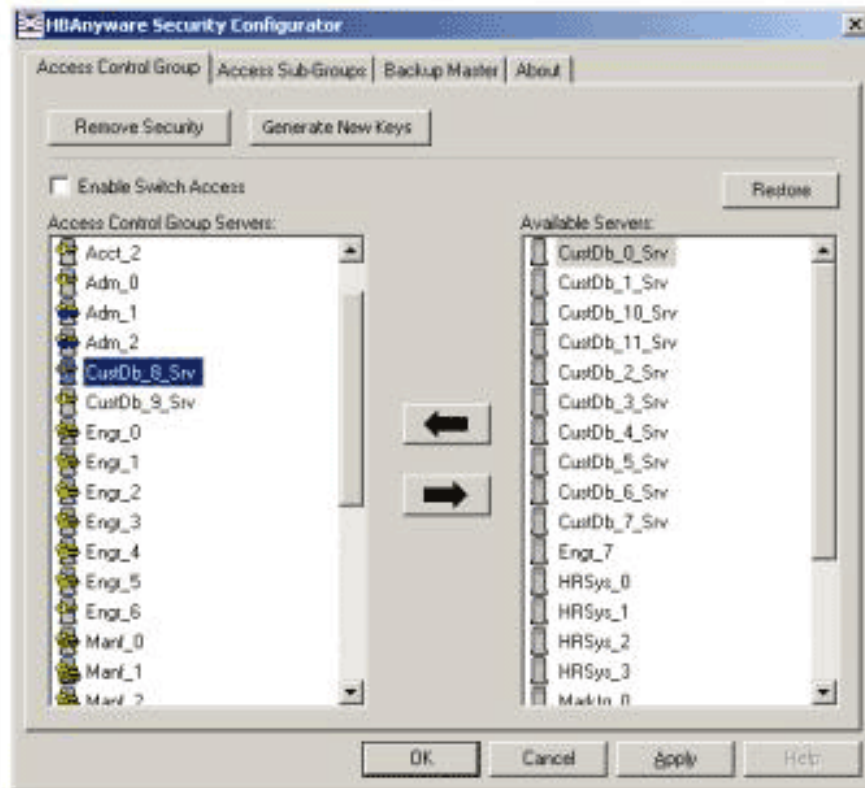 HBAnyware Security Configurator
Access Control Group
Access Sub-Groups
Backup Master
About
Remove Security
Generate New Keys
Enable Switch Access
Restore
Access Control Group Servers:
Acct_2
Adm_0
Adm_1
Adm_2
CustDb_8_Srv
CustDb_9_Srv
Engr_0
Engr_1
Engr_2
Engr_3
Engr_4
Engr_5
Engr_6
Manf_0
Manf_1
Manf_2
Available Servers:
CustDb_0_Srv
CustDb_1_Srv
CustDb_10_Srv
CustDb_11_Srv
CustDb_2_Srv
CustDb_3_Srv
CustDb_4_Srv
CustDb_5_Srv
CustDb_6_Srv
CustDb_7_Srv
Engr_7
HRSys_0
HRSys_1
HRSys_2
HRSys_3
Marktn_0
OK
Cancel
Apply
Help